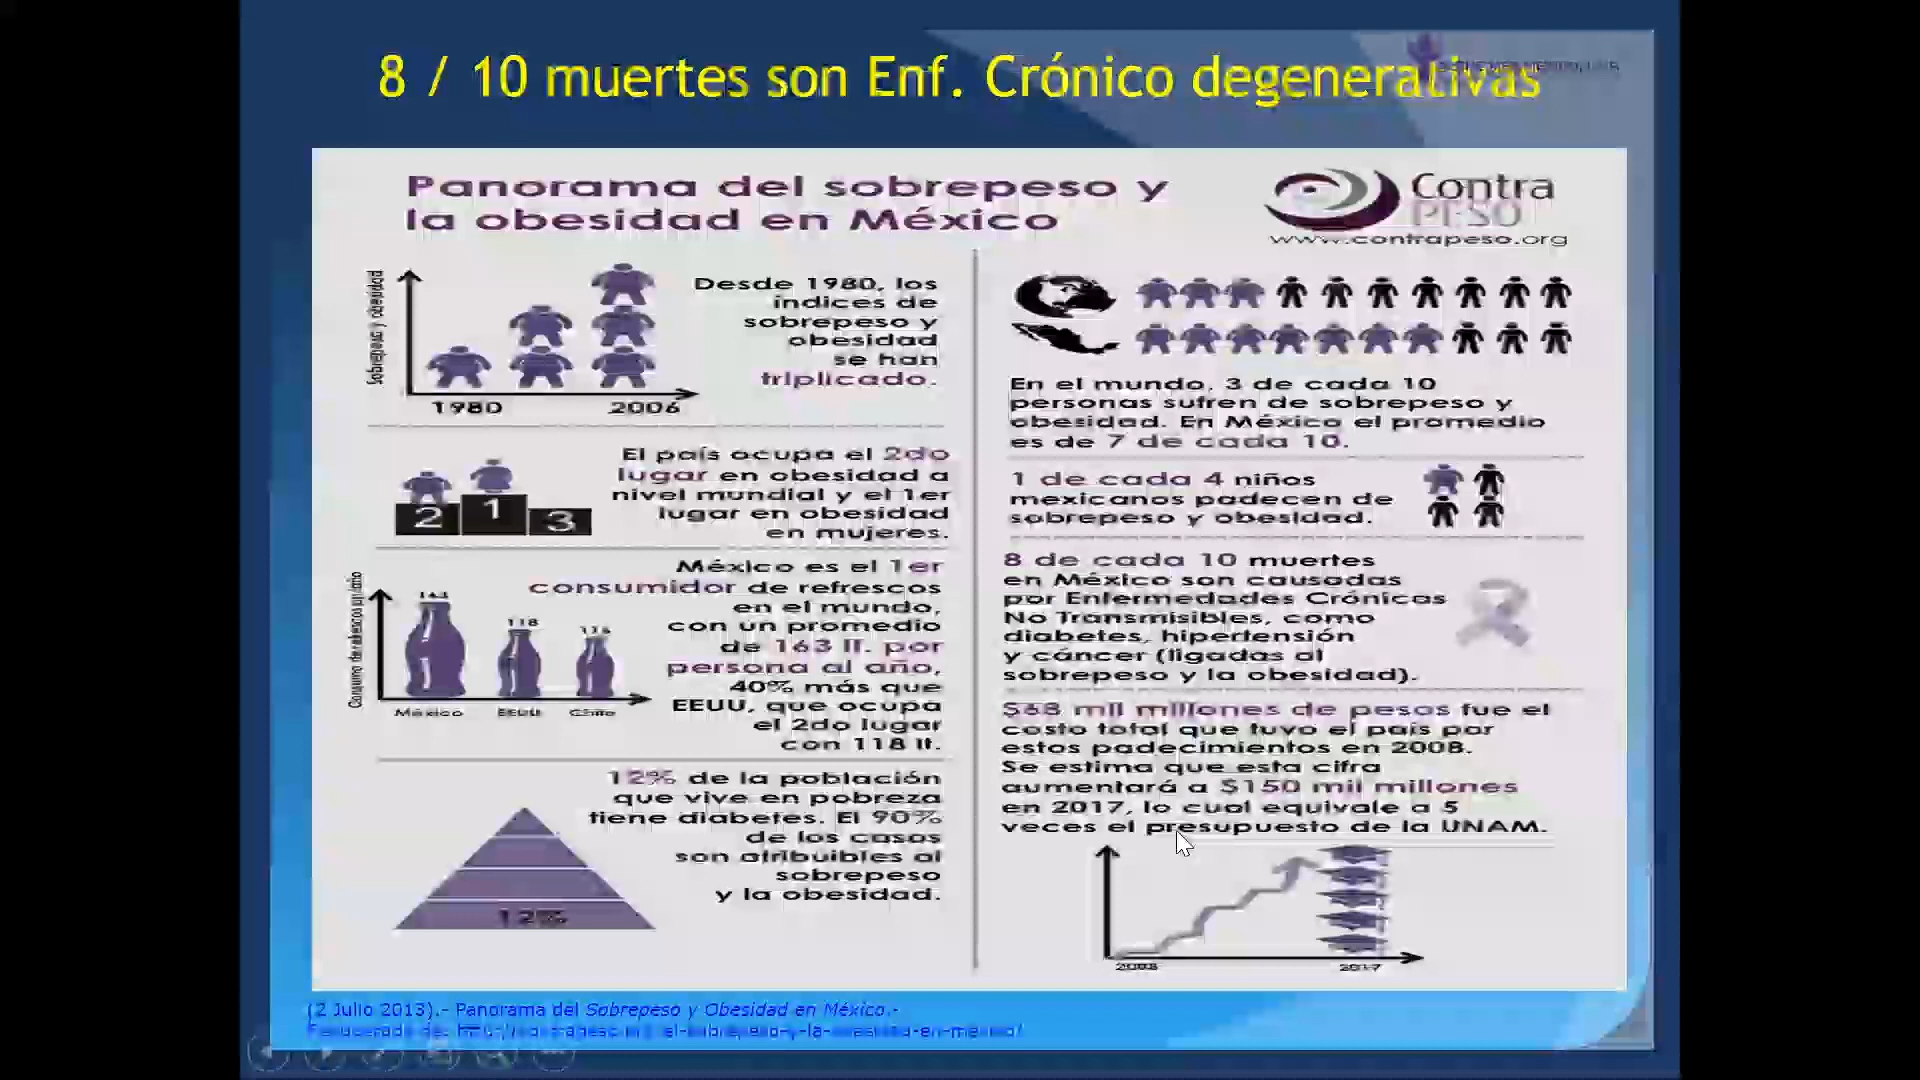 8 / 10 muertes son Enf. Crónico degenerativas
Panorama del sobrepeso y
la obesidad en México
Contra
PESO
www.contrapeso.org
Sobrepeso y obesidad
1980
2006
Desde 1980, los
índices de
sobrepeso y
obesidad
se han
triplicado.
2
1
3
El país ocupa el 2do
lugar en obesidad a
nivel mundial y el 1er
lugar en obesidad
en mujeres.
118
México
EEUU
México es el 1er
consumidor de refrescos
en el mundo,
con un promedio
de 163 lt. por
persona al año,
40% más que
EEUU, que ocupa
el 2do lugar
con 118 lt.
12%
12% de la población
que vive en pobreza
tiene diabetes. El 90%
de los casos
son atribuibles al
sobrepeso
y la obesidad.
En el mundo, 3 de cada 10
personas sufren de sobrepeso y
obesidad. En México el promedio
es de 7 de cada 10.
1 de cada 4 niños
mexicanos padecen de
sobrepeso y obesidad.
8 de cada 10 muertes
en México son causadas
por Enfermedades Crónicas
No Transmisibles, como
diabetes, hipertensión
y cáncer (ligadas al
sobrepeso y la obesidad).
$68 mil millones de pesos fue el
costo total que tuvo el país por
estos padecimientos en 2008.
Se estima que esta cifra
aumentará a $150 mil millones
en 2017, lo cual equivale a 5
veces el presupuesto de la UNAM.
2008
2017
(2 Julio 2013).- Panorama del Sobrepeso y Obesidad en México.-